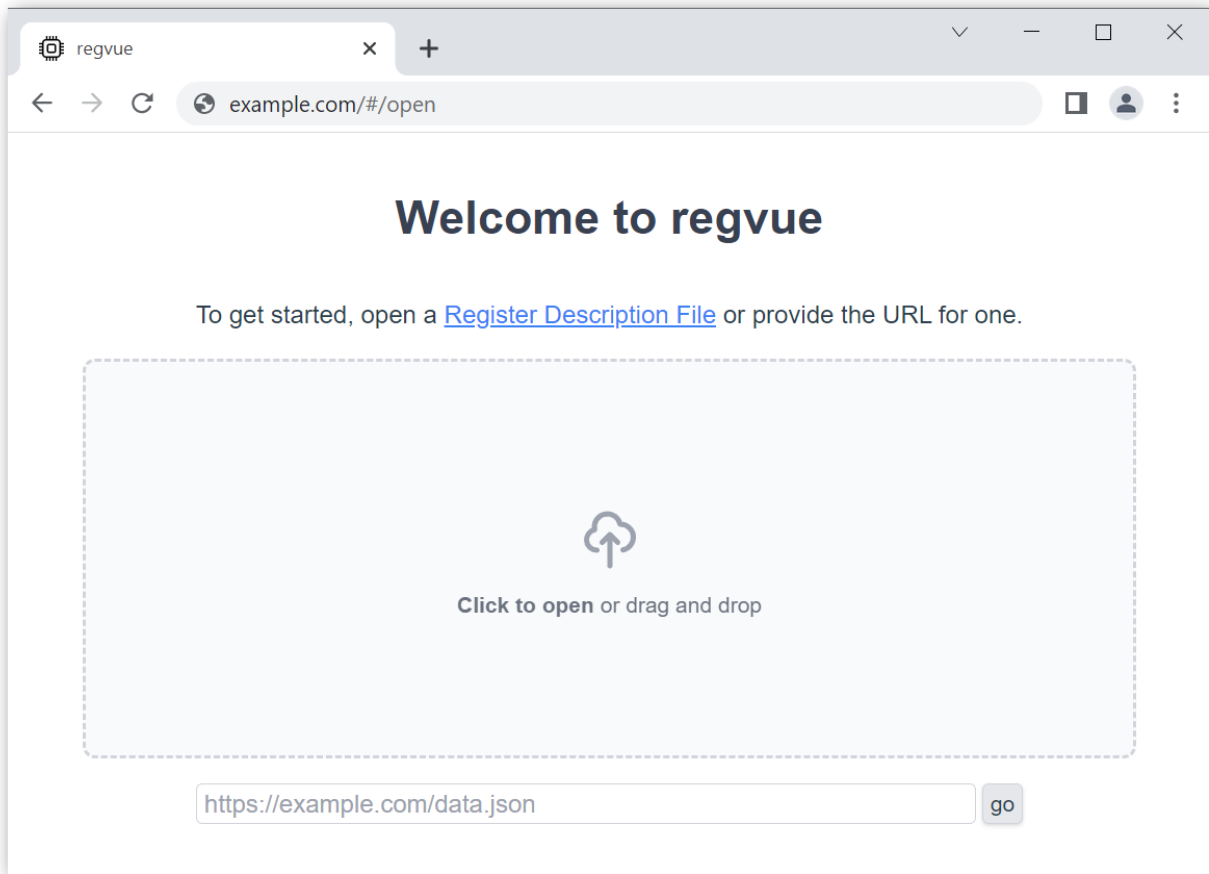 regvue
example.com/#/open
Welcome to regvue
To get started, open a Register Description File or provide the URL for one.
Click to open or drag and drop
https://example.com/data.json
go